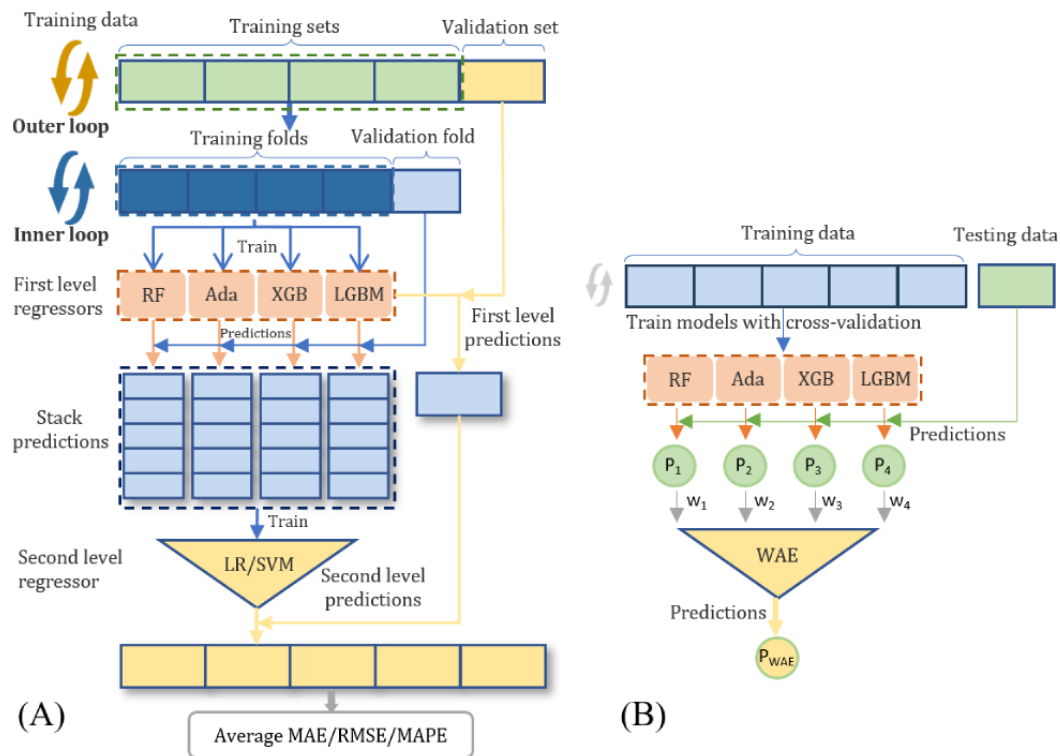 Training data
Training sets
Validation set
Outer loop
Training folds
Validation fold
Inner loop
Train
First level
regressors
RF
Ada
XGB
LGBM
Predictions
First level
predictions
Stack
predictions
Train
Second level
regressor
LR/SVM
Second level
predictions
Average MAE/RMSE/MAPE
(A)
Training data
Testing data
Train models with cross-validation
RF
Ada
XGB
LGBM
Predictions
P1
P2
P3
P4
w1
w2
w3
w4
WAE
Predictions
PWAE
(B)